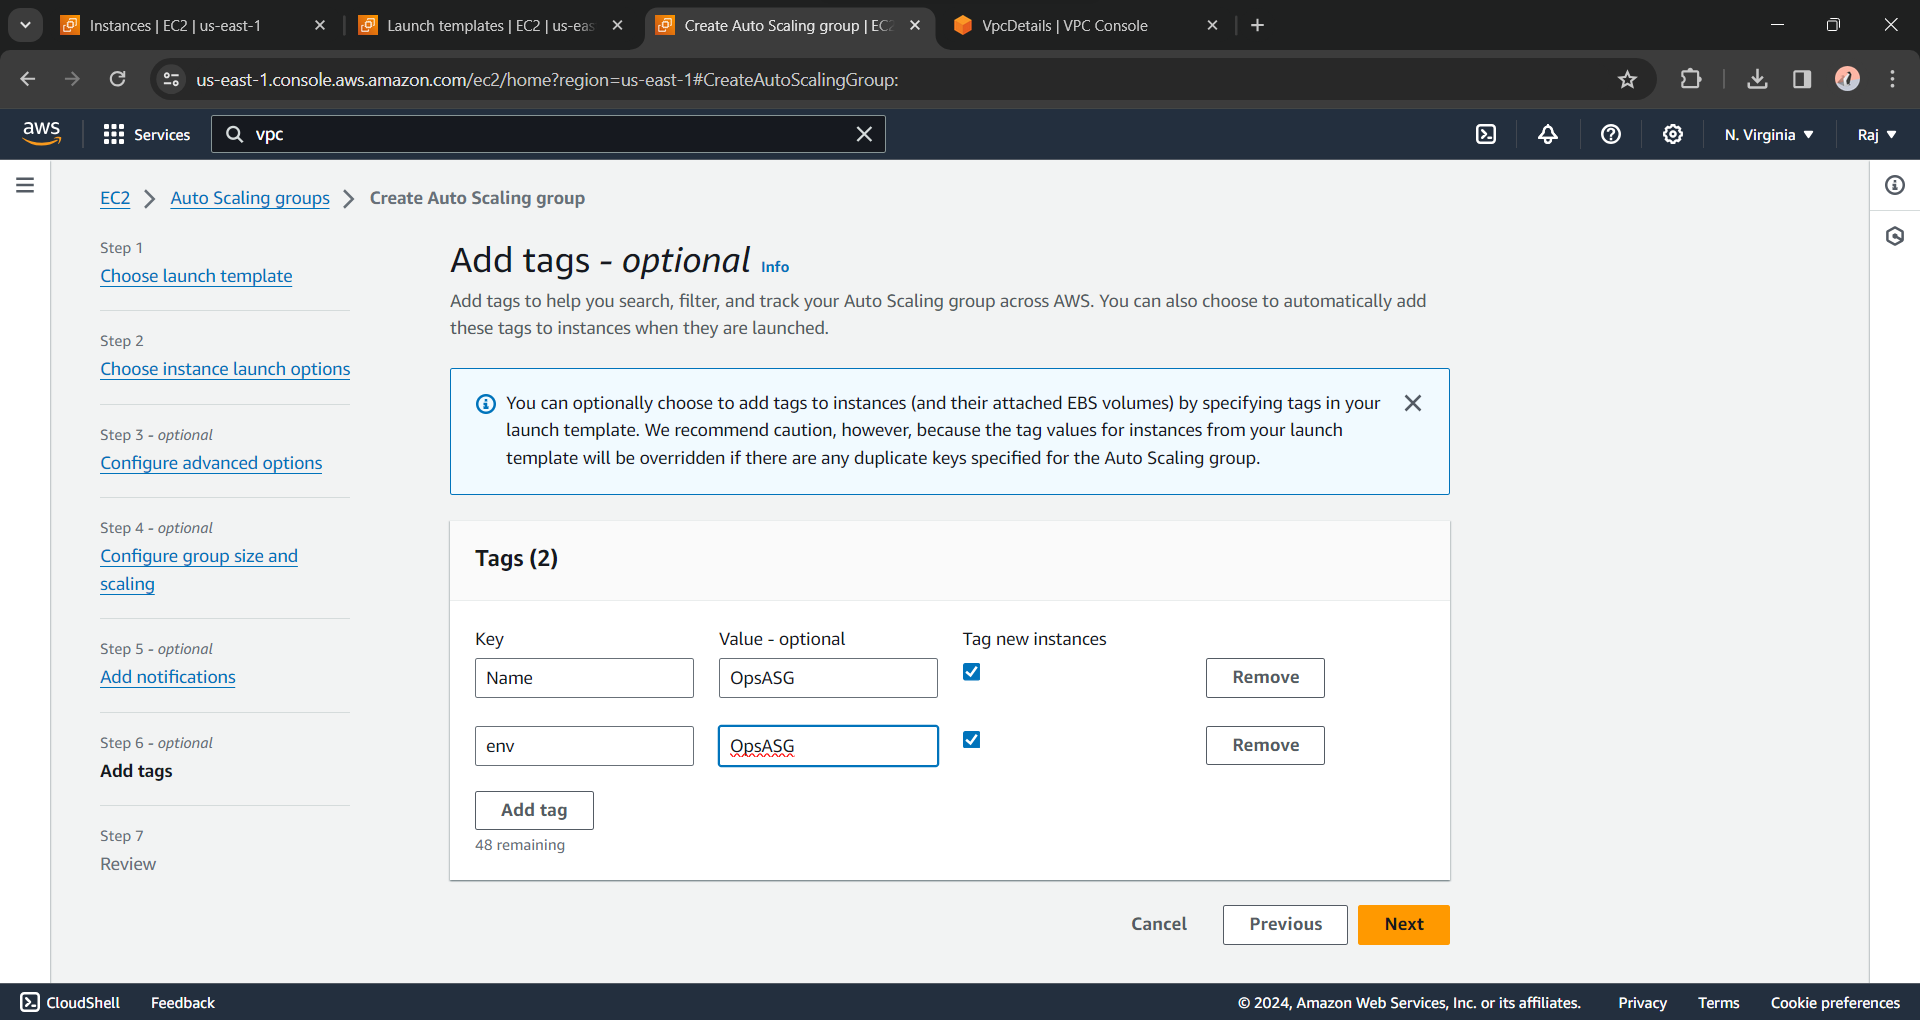 Instances | EC2 | us-east-1
Launch templates | EC2 | us-eas
Create Auto Scaling group | EC2
VpcDetails | VPC Console
us-east-1.console.aws.amazon.com/ec2/home?region=us-east-1#CreateAutoScalingGroup:
aws
Services
vpc
N. Virginia
Raj
EC2
Auto Scaling groups
Create Auto Scaling group
Step 1
Choose launch template
Step 2
Choose instance launch options
Step 3 - optional
Configure advanced options
Step 4 - optional
Configure group size and
scaling
Step 5 - optional
Add notifications
Step 6 - optional
Add tags
Step 7
Review
Add tags - optional Info
Add tags to help you search, filter, and track your Auto Scaling group across AWS. You can also choose to automatically add
these tags to instances when they are launched.
You can optionally choose to add tags to instances (and their attached EBS volumes) by specifying tags in your
launch template. We recommend caution, however, because the tag values for instances from your launch
template will be overridden if there are any duplicate keys specified for the Auto Scaling group.
Tags (2)
Key
Value - optional
Tag new instances
Name
OpsASG
Remove
env
OpsASG
Remove
Add tag
48 remaining
Cancel
Previous
Next
CloudShell
Feedback
© 2024, Amazon Web Services, Inc. or its affiliates.
Privacy
Terms
Cookie preferences